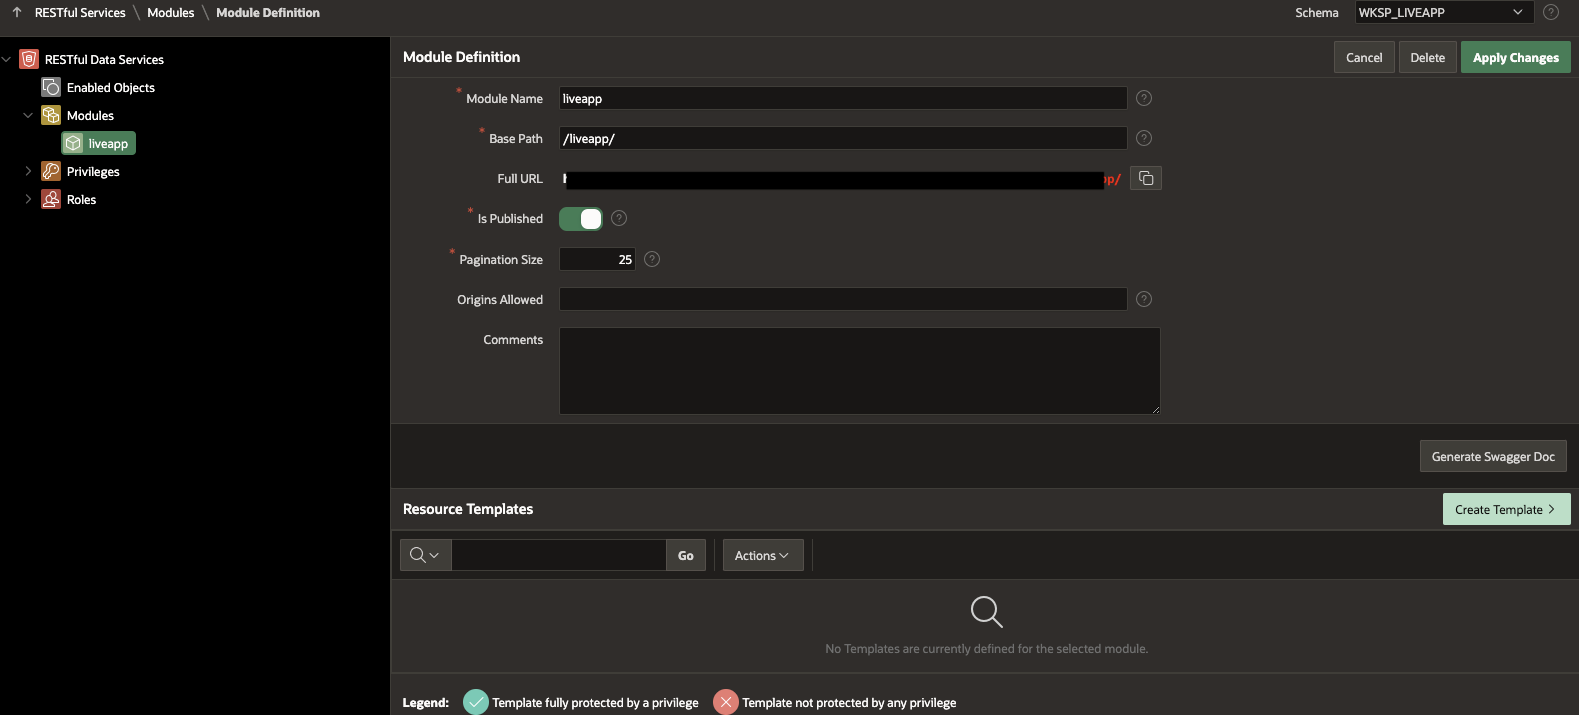 RESTful Services \ Modules \ Module Definition
Schema WKSP_LIVEAPP
RESTful Data Services
Enabled Objects
Modules
liveapp
Privileges
Roles
Module Definition
Cancel Delete Apply Changes
* Module Name liveapp
* Base Path /liveapp/
Full URL
* Is Published
* Pagination Size 25
Origins Allowed
Comments
Generate Swagger Doc
Resource Templates
Create Template >
Go Actions
No Templates are currently defined for the selected module.
Legend: Template fully protected by a privilege Template not protected by any privilege